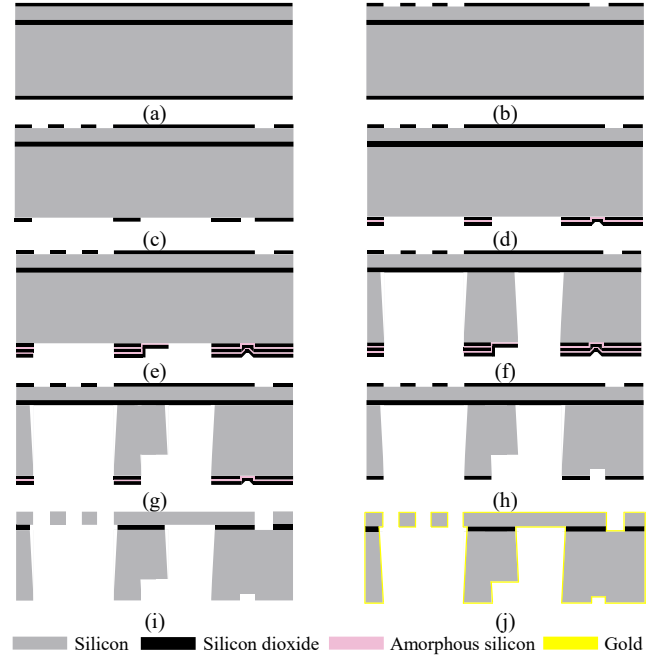 (a) (b)
(c) (d)
(e) (f)
(g) (h)
(i) (j)
Silicon Silicon dioxide Amorphous silicon Gold